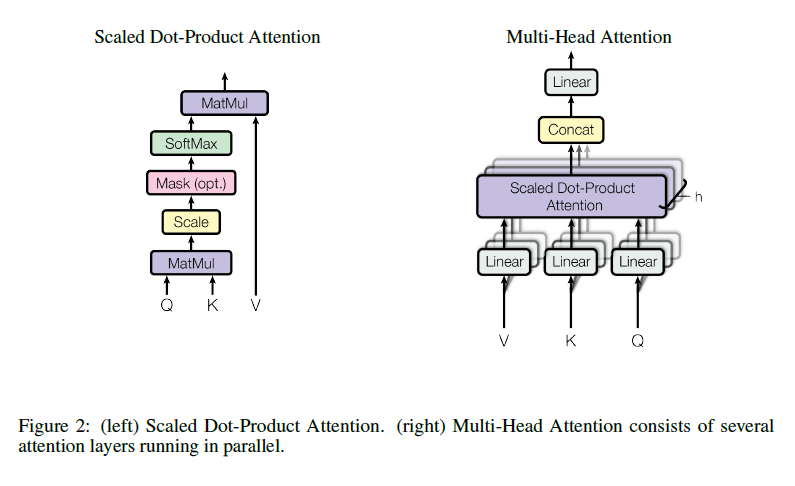 Scaled Dot-Product Attention
MatMul
SoftMax
Mask (opt.)
Scale
MatMul
Q K V
Multi-Head Attention
Linear
Concat
Scaled Dot-Product
Attention
h
Linear Linear Linear
V K Q
Figure 2: (left) Scaled Dot-Product Attention. (right) Multi-Head Attention consists of several
attention layers running in parallel.